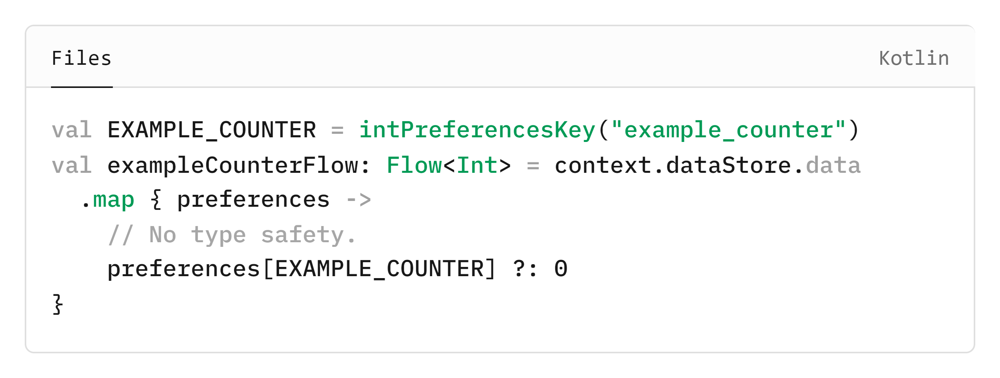 Files
Kotlin
val EXAMPLE_COUNTER = intPreferencesKey("example_counter")
val exampleCounterFlow: Flow<Int> = context.dataStore.data
  .map { preferences ->
    // No type safety.
    preferences[EXAMPLE_COUNTER] ?: 0
}